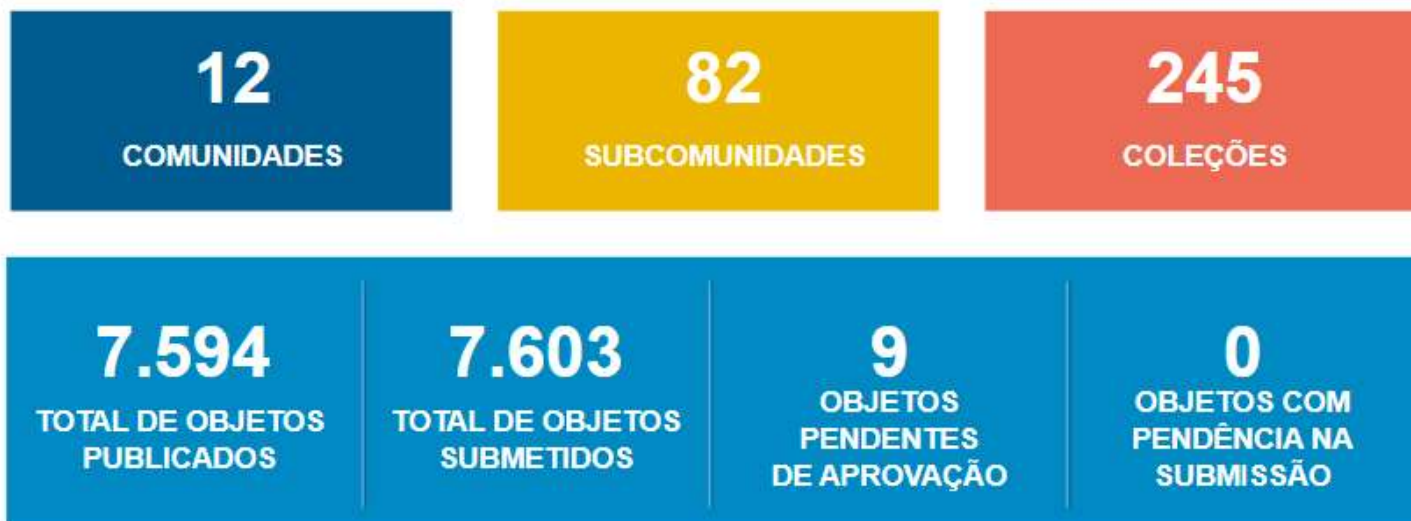 12
COMUNIDADES
82
SUBCOMUNIDADES
245
COLEÇÕES
7.594
TOTAL DE OBJETOS
PUBLICADOS
7.603
TOTAL DE OBJETOS
SUBMETIDOS
9
OBJETOS
PENDENTES
DE APROVAÇÃO
0
OBJETOS COM
PENDÊNCIA NA
SUBMISSÃO